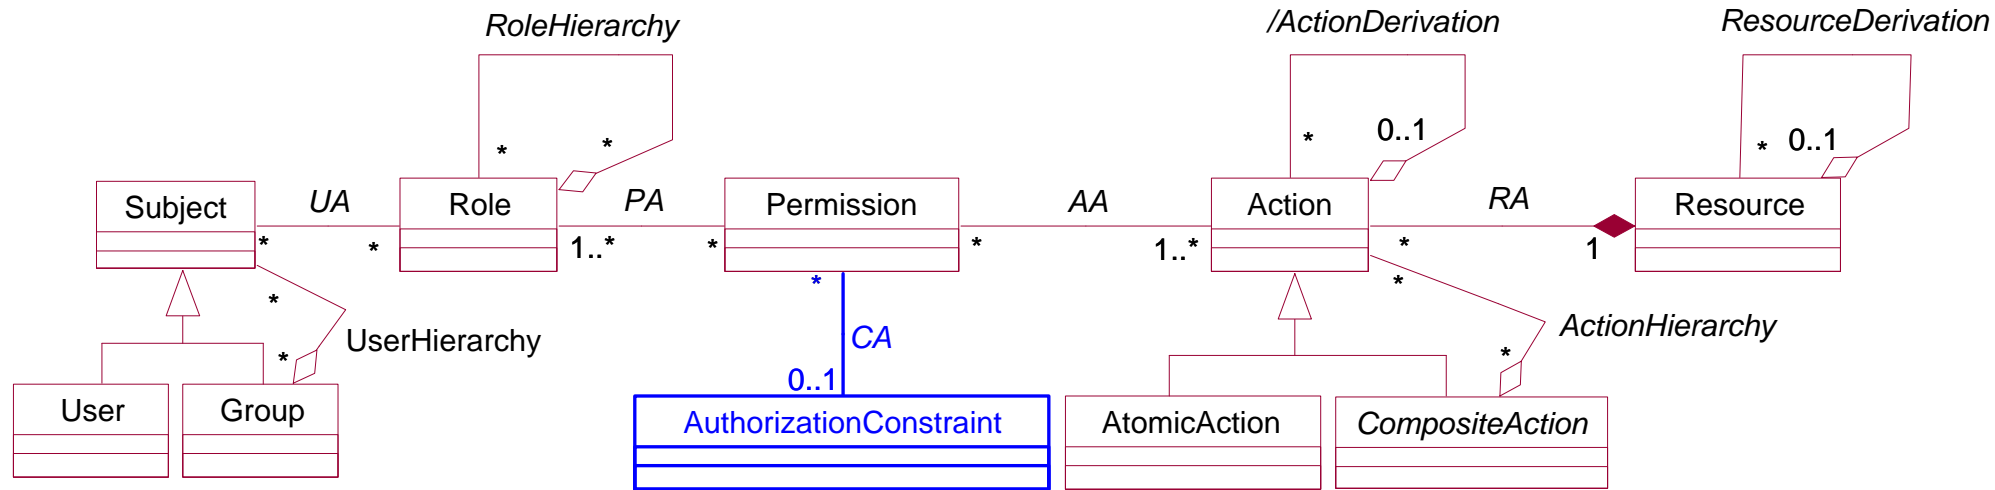 RoleHierarchy
/ActionDerivation
ResourceDerivation
* *
* 0..1
* 0..1
Subject UA Role PA Permission AA Action RA Resource
* * 1..* * * 1..* * 1
* * *
UserHierarchy CA ActionHierarchy
* 0..1 *
User Group AuthorizationConstraint AtomicAction CompositeAction